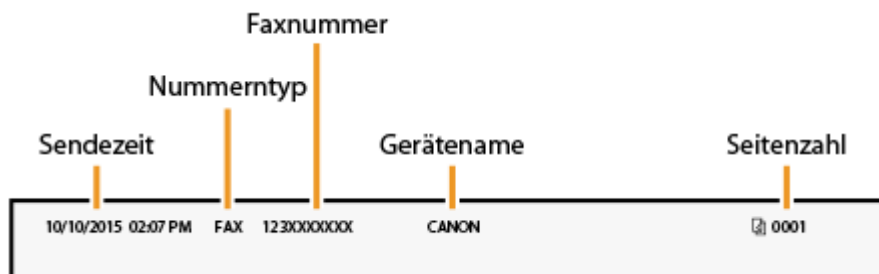 Faxnummer
Nummerntyp
Sendezeit Gerätename Seitenzahl
10/10/2015 02:07 PM FAX 123XXXXXXX CANON 0001